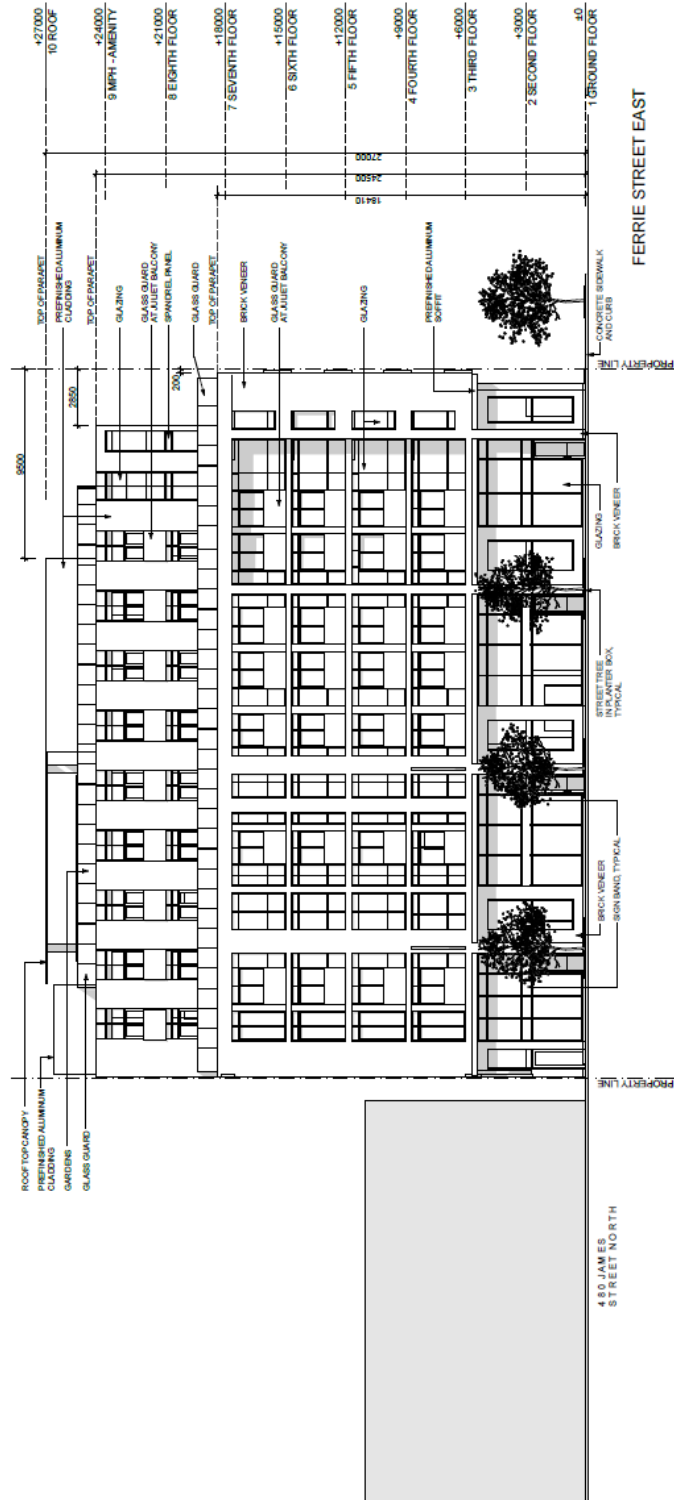 +27000
10 ROOF
+24000
9 MPH - AMENITY
+21000
8 EIGHTH FLOOR
+18000
7 SEVENTH FLOOR
+15000
6 SIXTH FLOOR
+12000
5 FIFTH FLOOR
+9000
4 FOURTH FLOOR
+6000
3 THIRD FLOOR
+3000
2 SECOND FLOOR
±0
1 GROUND FLOOR
FERRIE STREET EAST
27000
24500
18410
TOP OF PARAPET
PREFINISHED ALUMINUM
CLADDING
TOP OF PARAPET
GLAZING
GLASS GUARD
AT JULIET BALCONY
SPANDREL PANEL
GLASS GUARD
TOP OF PARAPET
BRICK VENEER
GLASS GUARD
AT JULIET BALCONY
GLAZING
PREFINISHED ALUMINUM
SOFFIT
CONCRETE SIDEWALK
AND CURB
PROPERTY LINE
9500
2850
200
GLAZING
BRICK VENEER
STREET TREE
IN PLANTER BOX,
TYPICAL
BRICK VENEER
SIGN BAND, TYPICAL
PROPERTY LINE
ROOFTOP CANOPY
PREFINISHED ALUMINUM
CLADDING
GARDENS
GLASS GUARD
480 JAMES
STREET NORTH